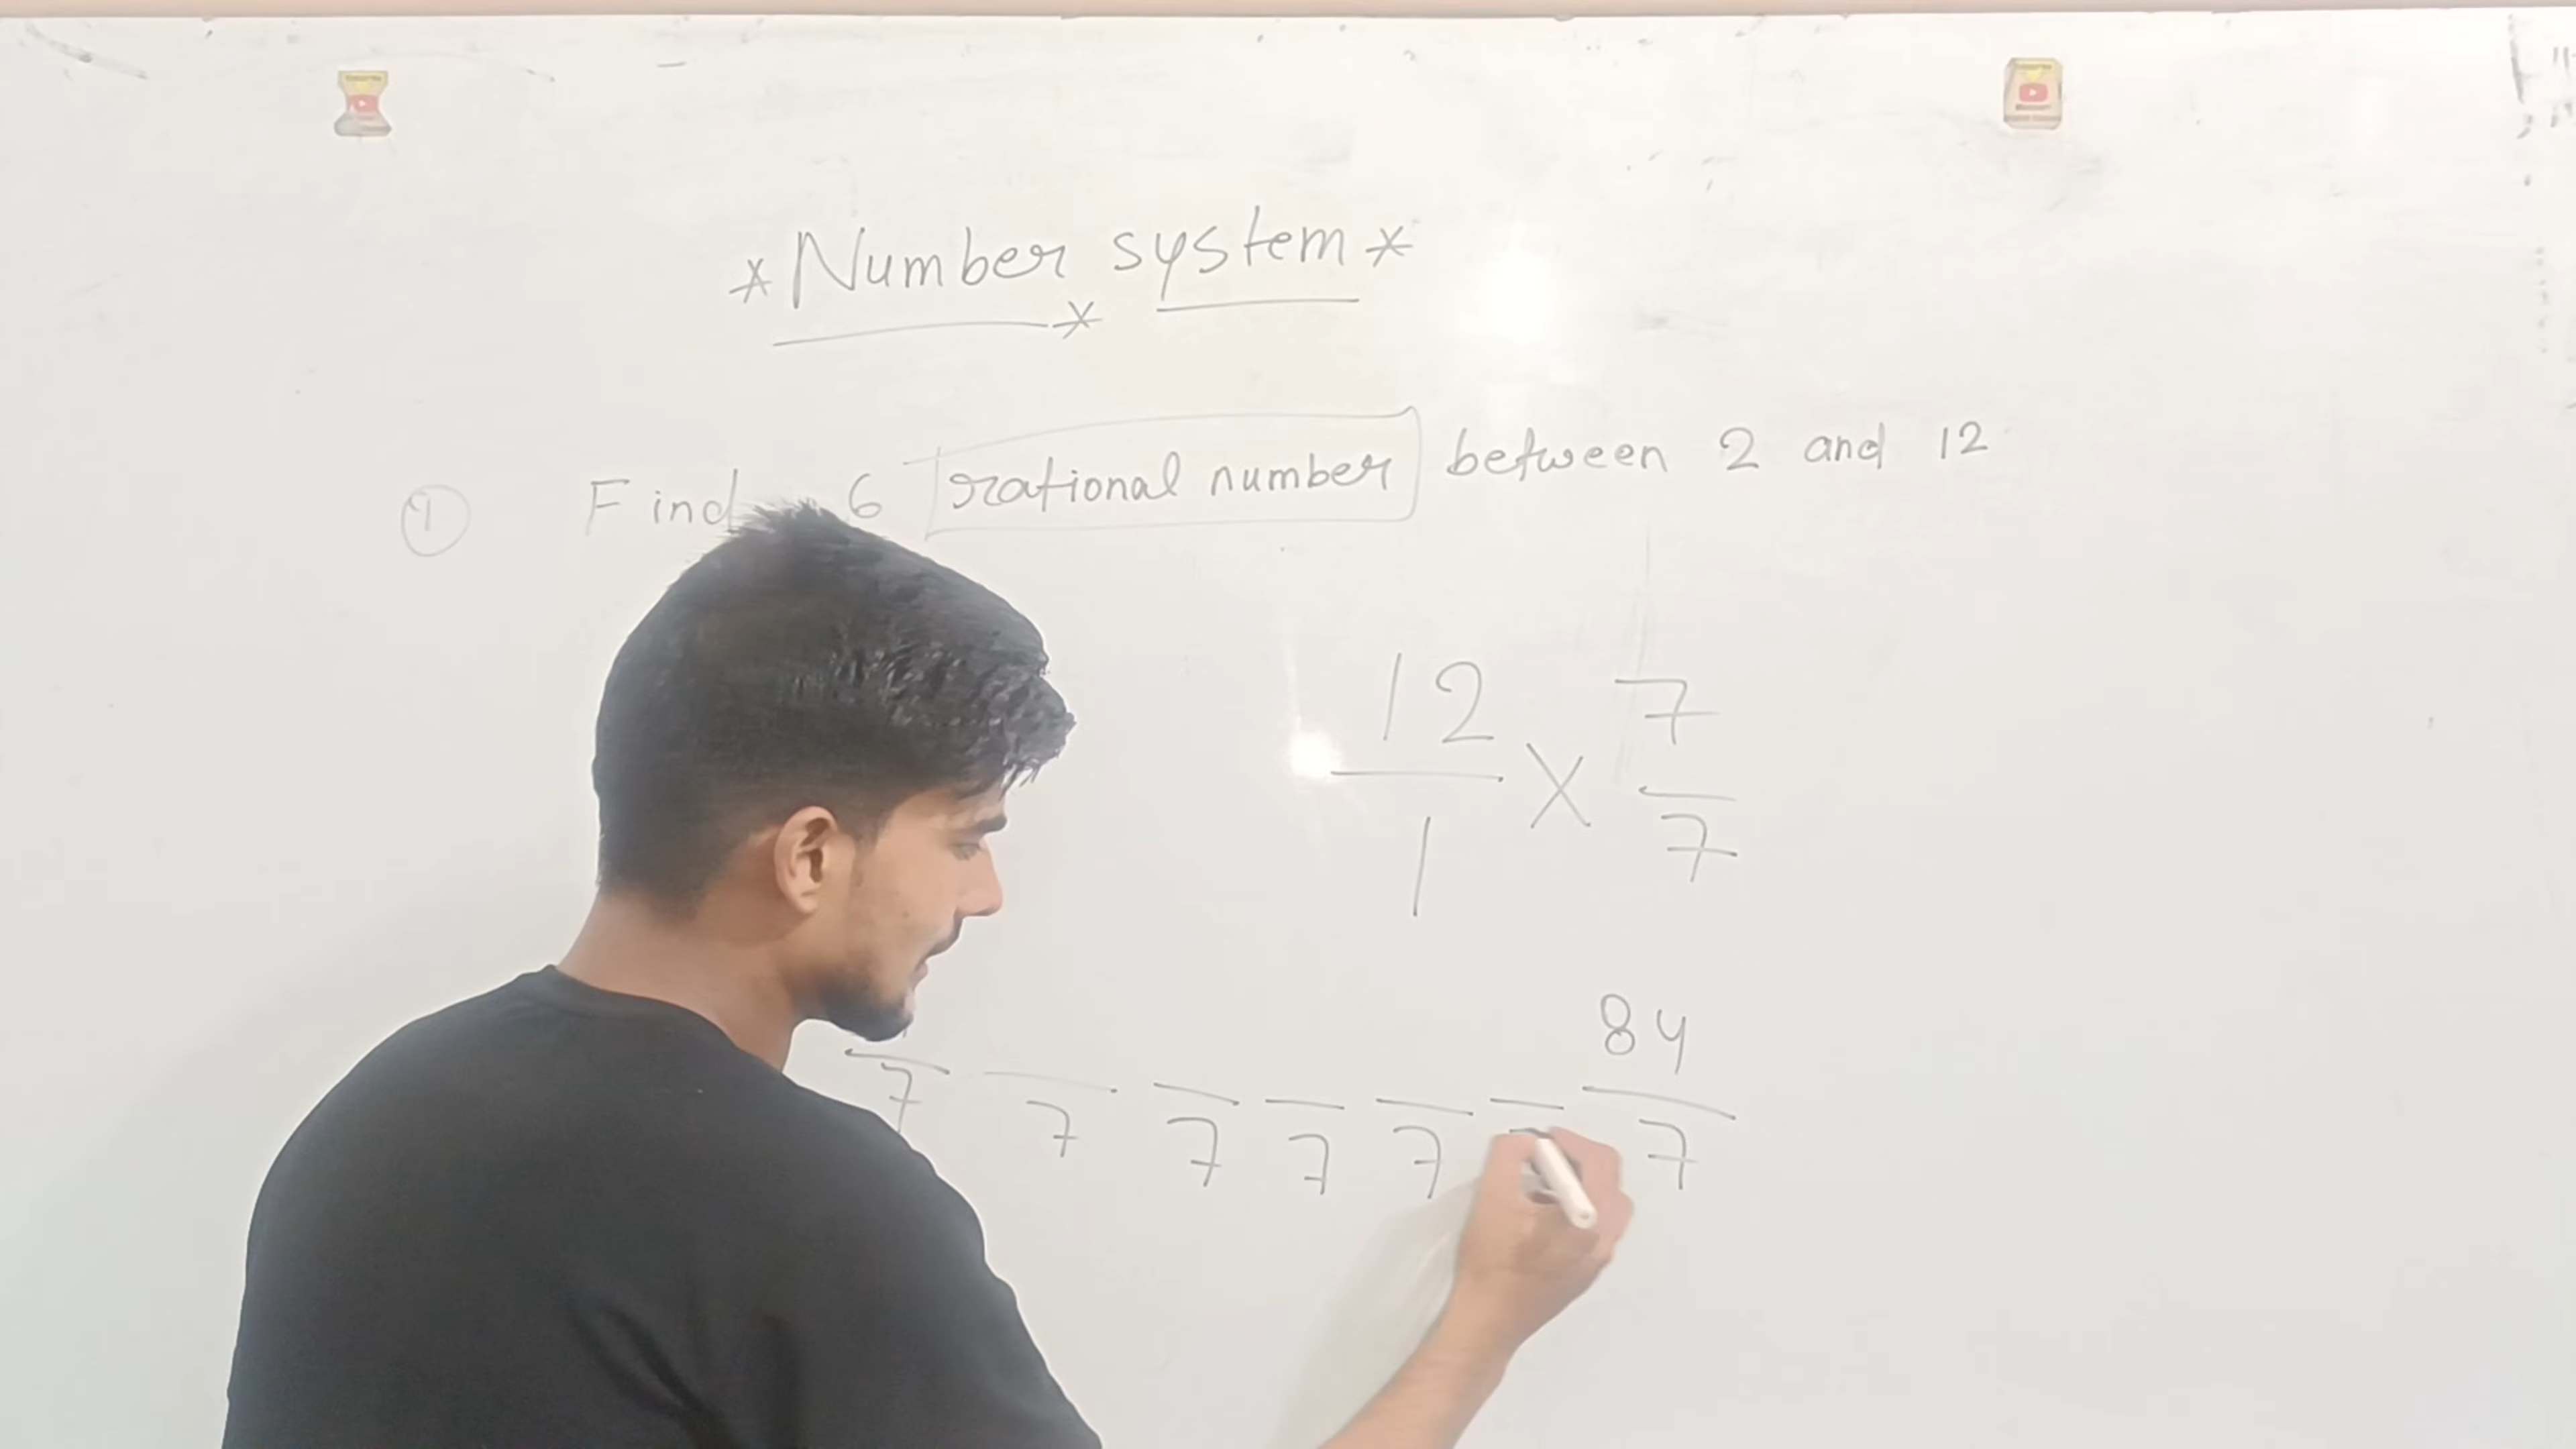 * Number system *
*
① Find 6 rational number between 2 and 12
12/1 X 7/7
84
7 7 7 7 7 7